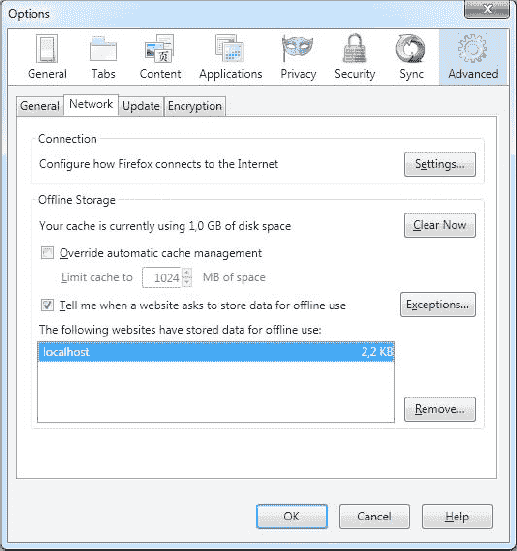 Options
General Tabs Content Applications Privacy Security Sync Advanced
General Network Update Encryption
Connection
Configure how Firefox connects to the Internet Settings...
Offline Storage
Your cache is currently using 1,0 GB of disk space Clear Now
Override automatic cache management
Limit cache to 1024 MB of space
Tell me when a website asks to store data for offline use Exceptions...
The following websites have stored data for offline use:
localhost 2,2 KB
Remove...
OK Cancel Help